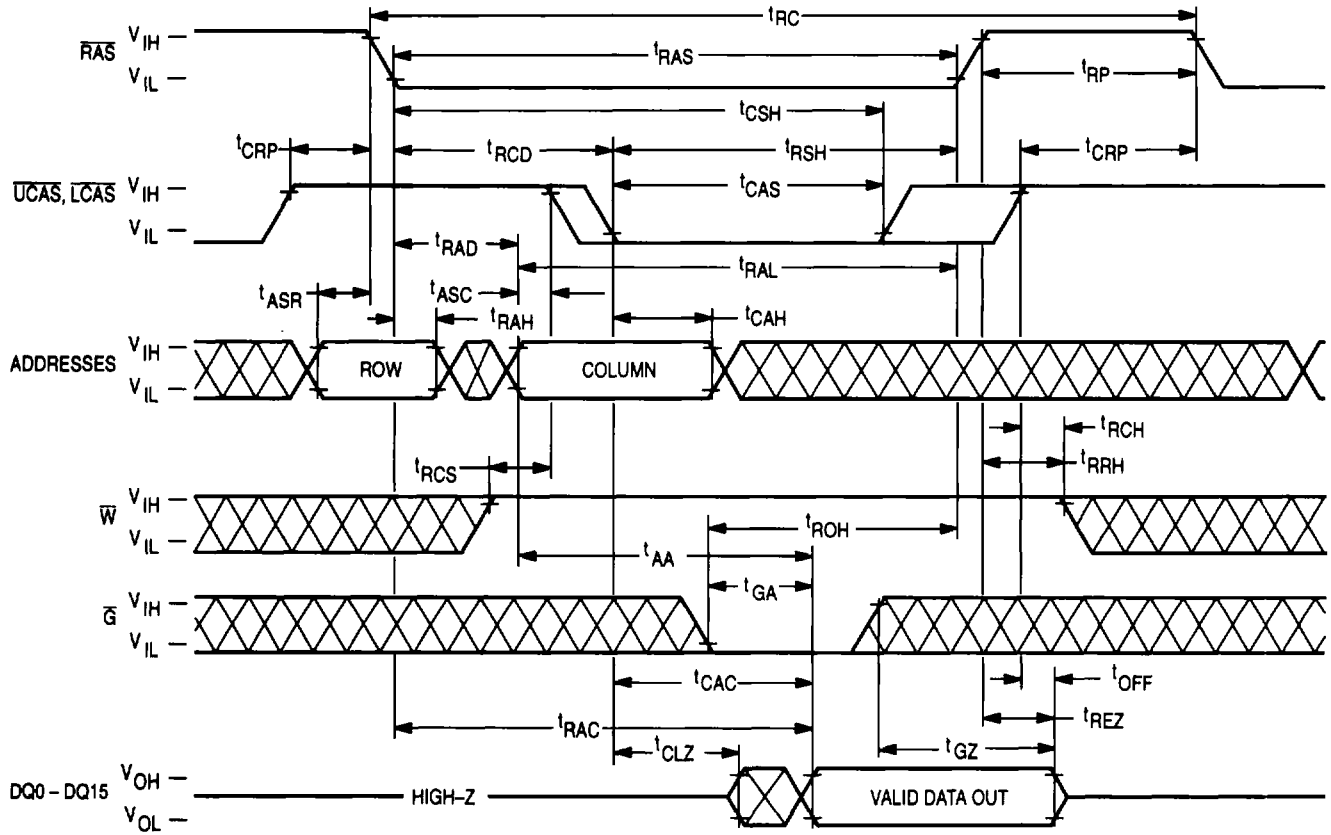 tRC
RAS VIH
VIL
tRAS
tRP
tCSH
tCRP
tRCD
tRSH
tCRP
UCAS, LCAS VIH
VIL
tCAS
tRAD
tRAL
tASR
tASC
tRAH
tCAH
ADDRESSES VIH
VIL
ROW
COLUMN
tRCH
tRCS
tRRH
W VIH
VIL
tROH
tAA
tGA
G VIH
VIL
tCAC
tOFF
tRAC
tREZ
tCLZ
tGZ
DQ0 – DQ15 VOH
VOL
HIGH–Z
VALID DATA OUT